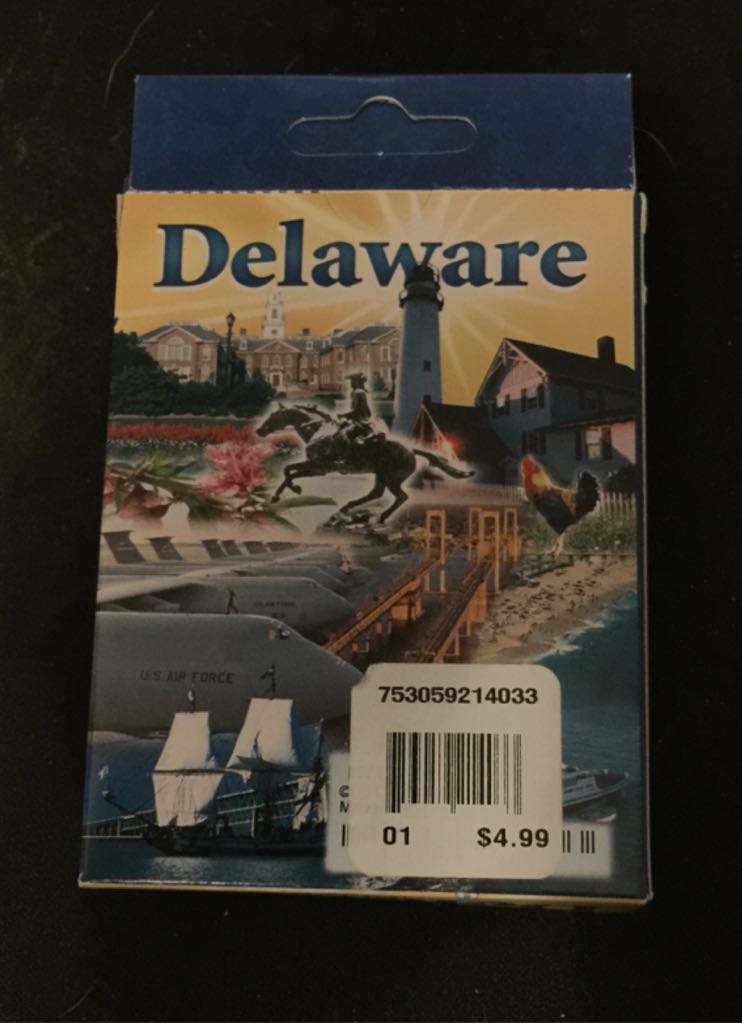 Delaware
U.S. AIR FORCE
753059214033
©
M
01 $4.99